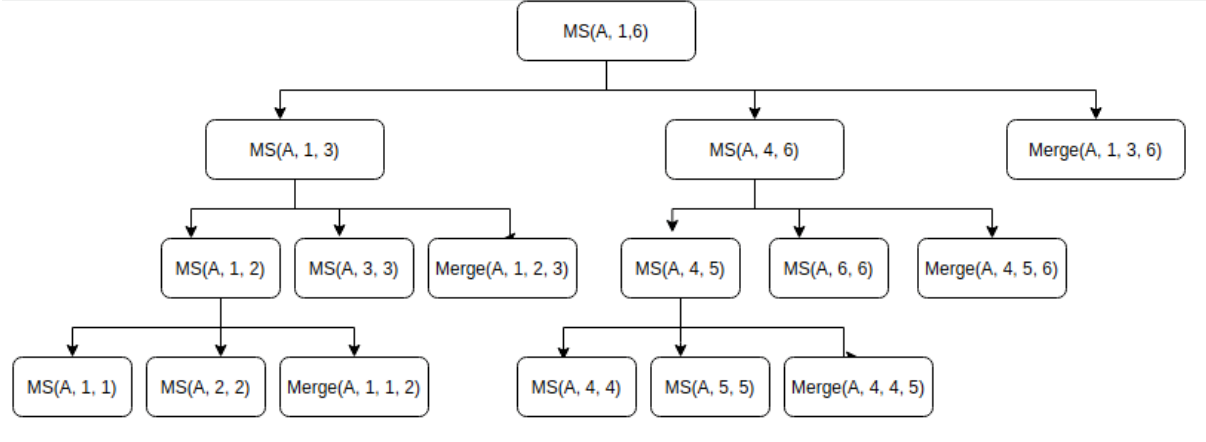 MS(A, 1,6)
MS(A, 1, 3)
MS(A, 4, 6)
Merge(A, 1, 3, 6)
MS(A, 1, 2)
MS(A, 3, 3)
Merge(A, 1, 2, 3)
MS(A, 4, 5)
MS(A, 6, 6)
Merge(A, 4, 5, 6)
MS(A, 1, 1)
MS(A, 2, 2)
Merge(A, 1, 1, 2)
MS(A, 4, 4)
MS(A, 5, 5)
Merge(A, 4, 4, 5)